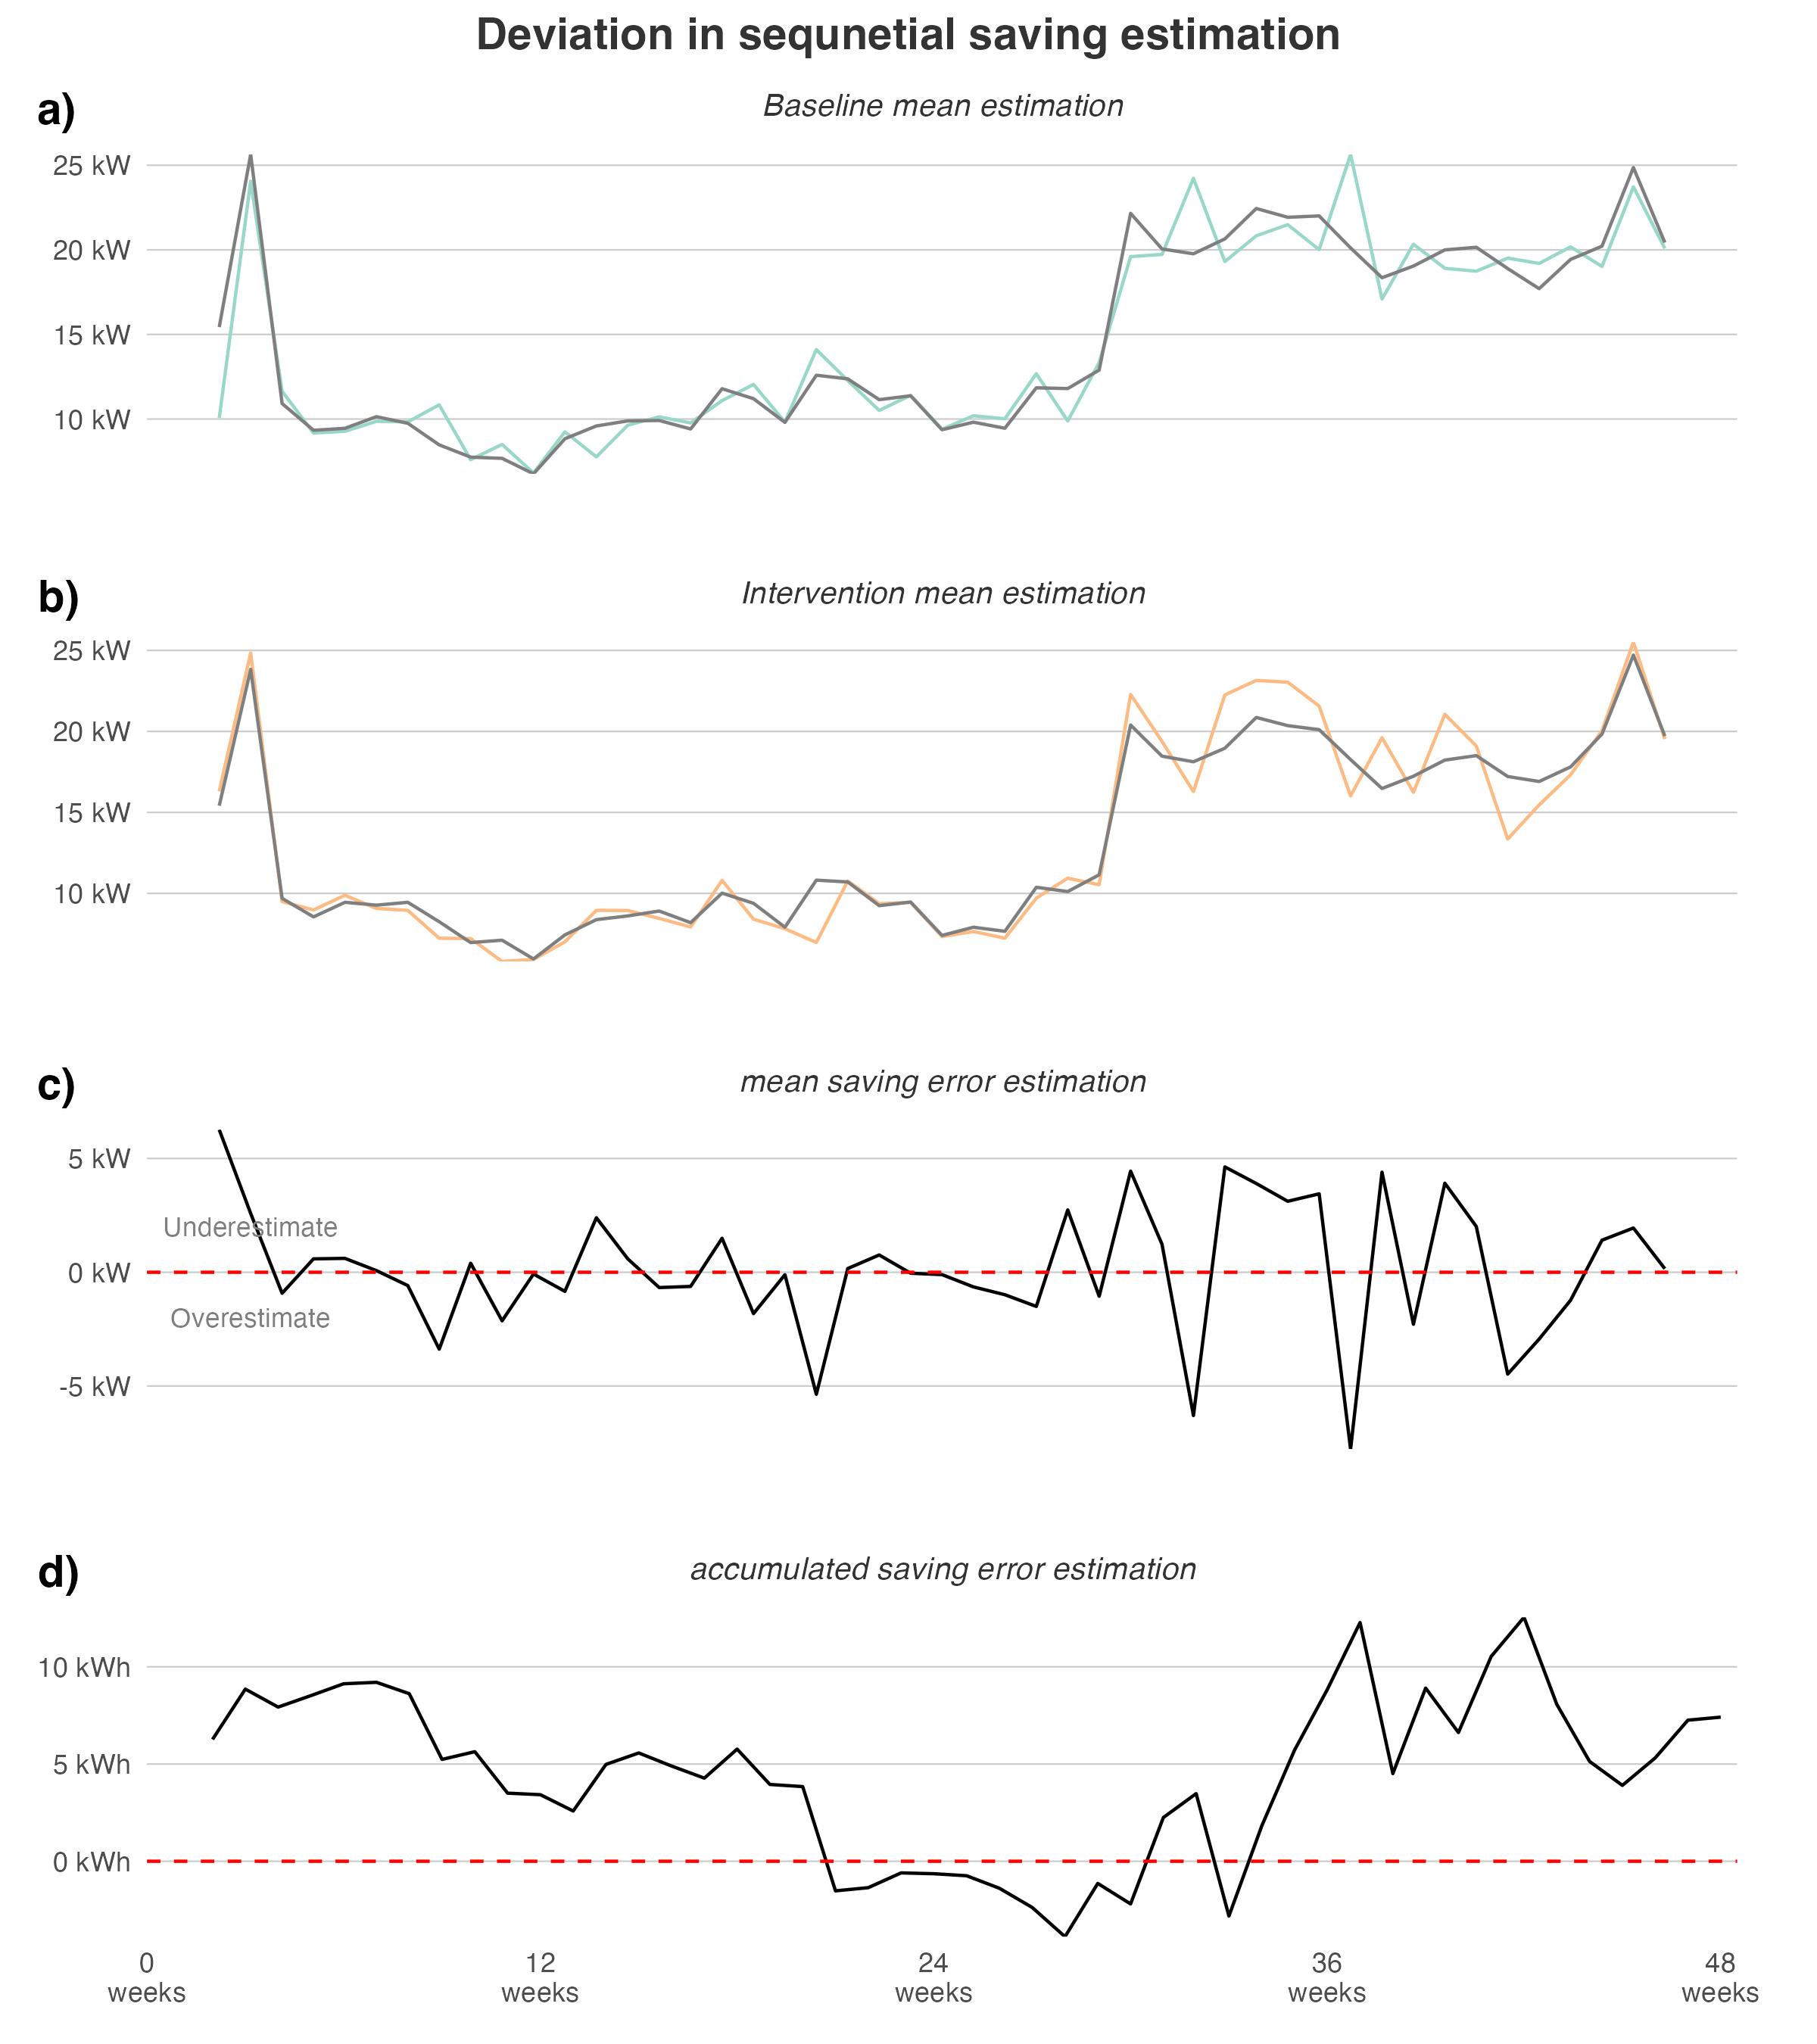 Deviation in sequnetial saving estimation
a)
Baseline mean estimation
25 kW
20 kW
15 kW
10 kW
b)
Intervention mean estimation
25 kW
20 kW
15 kW
10 kW
c)
mean saving error estimation
5 kW
Underestimate
0 kW
Overestimate
-5 kW
d)
accumulated saving error estimation
10 kWh
5 kWh
0 kWh
0 12 24 36 48
weeks weeks weeks weeks weeks